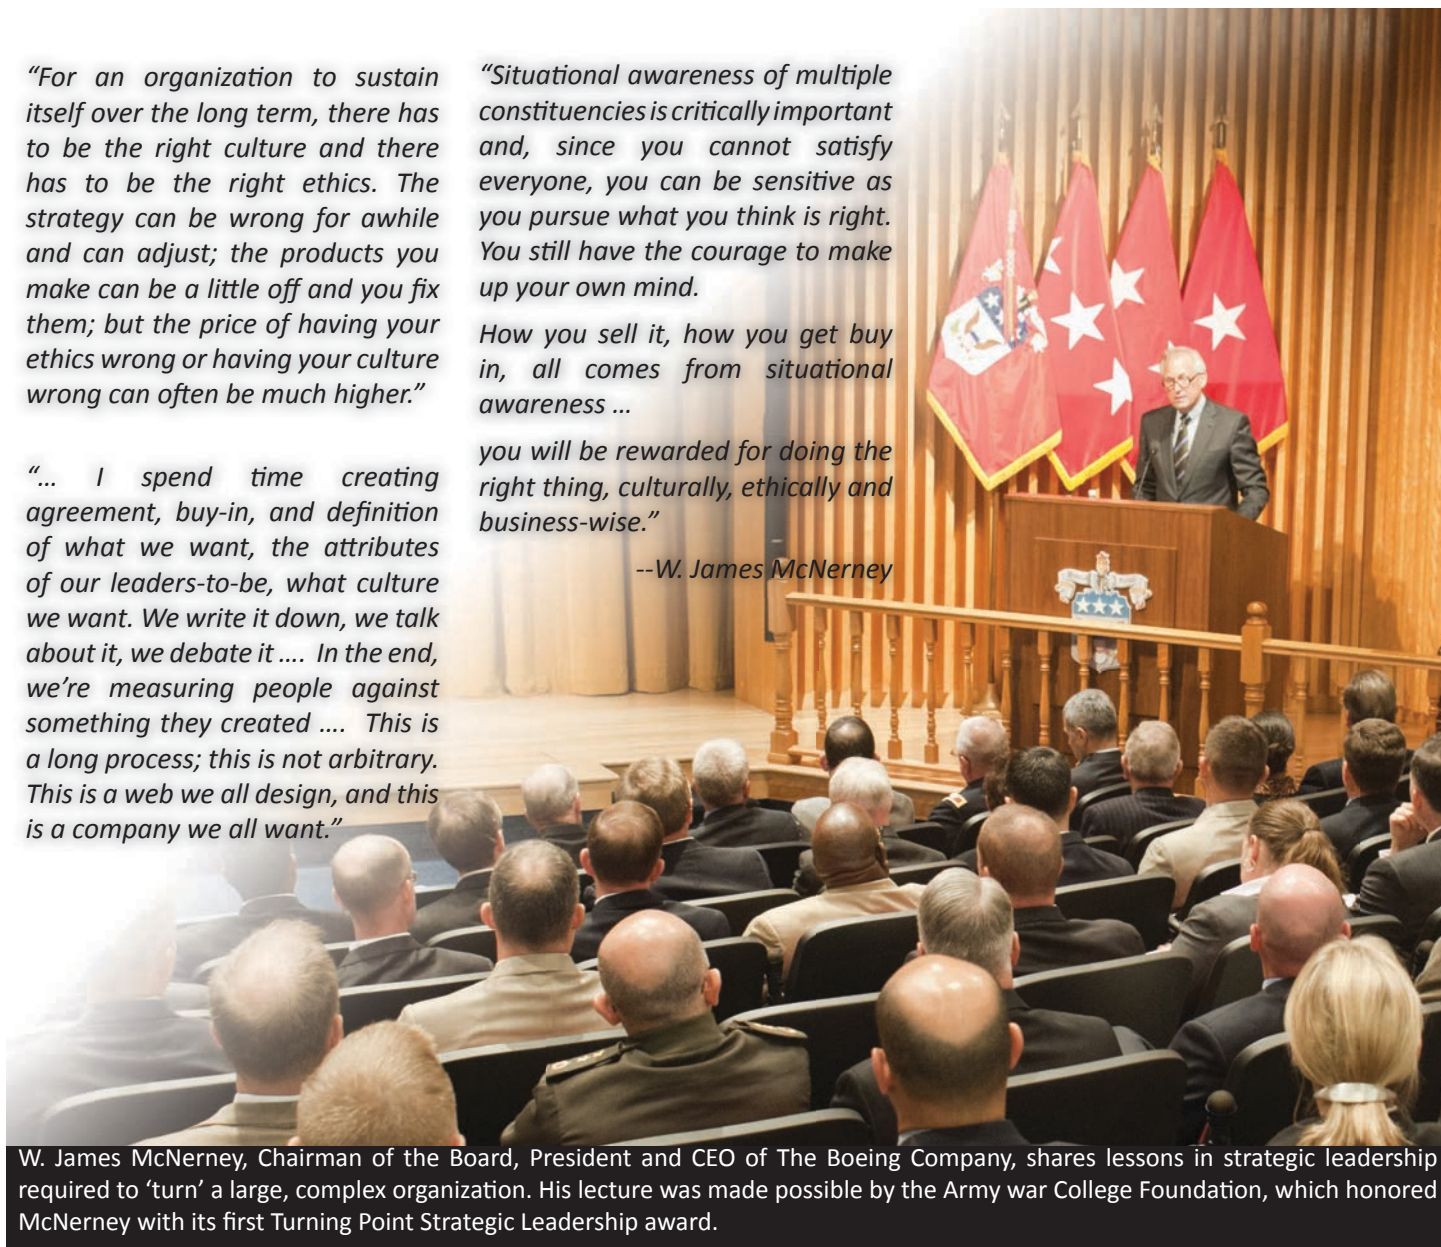 “For an organization to sustain
itself over the long term, there has
to be the right culture and there
has to be the right ethics. The
strategy can be wrong for awhile
and can adjust; the products you
make can be a little off and you fix
them; but the price of having your
ethics wrong or having your culture
wrong can often be much higher.”
“… I spend time creating
agreement, buy-in, and definition
of what we want, the attributes
of our leaders-to-be, what culture
we want. We write it down, we talk
about it, we debate it …. In the end,
we’re measuring people against
something they created …. This is
a long process; this is not arbitrary.
This is a web we all design, and this
is a company we all want.”
“Situational awareness of multiple
constituencies is critically important
and, since you cannot satisfy
everyone, you can be sensitive as
you pursue what you think is right.
You still have the courage to make
up your own mind.
How you sell it, how you get buy
in, all comes from situational
awareness …
you will be rewarded for doing the
right thing, culturally, ethically and
business-wise.”
--W. James McNerney
W. James McNerney, Chairman of the Board, President and CEO of The Boeing Company, shares lessons in strategic leadership
required to ‘turn’ a large, complex organization. His lecture was made possible by the Army war College Foundation, which honored
McNerney with its first Turning Point Strategic Leadership award.